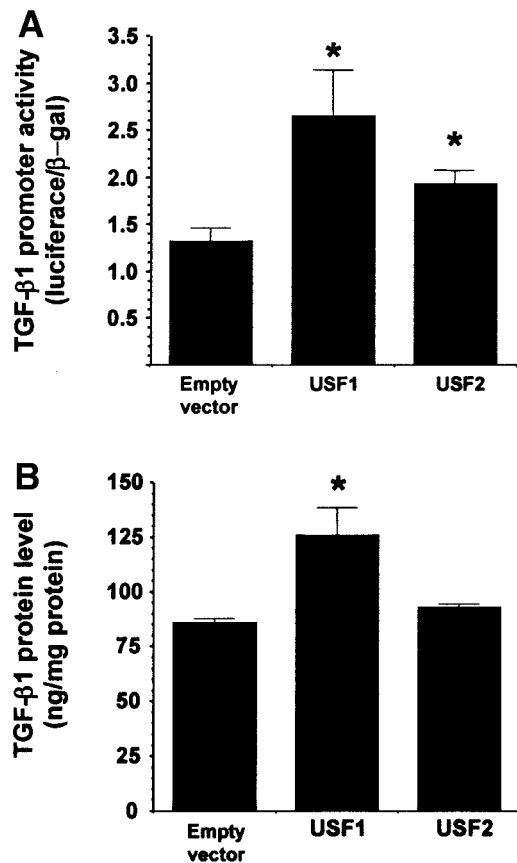 A
TGF-β1 promoter activity
(luciferace/β-gal)
3.5
3.0
2.5
2.0
1.5
1.0
0.5
*
*
Empty
vector
USF1
USF2
B
TGF-β1 protein level
(ng/mg protein)
150
125
100
75
50
25
0
*
Empty
vector
USF1
USF2